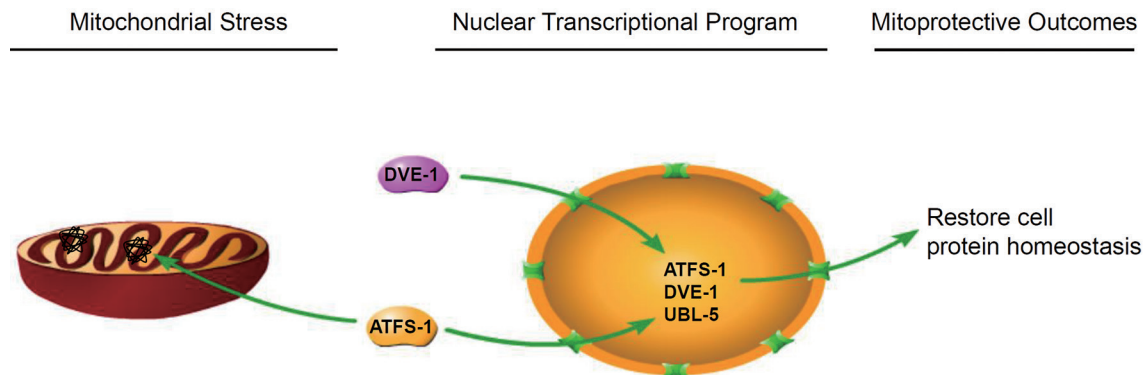 Mitochondrial Stress
Nuclear Transcriptional Program
Mitoprotective Outcomes
DVE-1
ATFS-1
ATFS-1
DVE-1
UBL-5
Restore cell
protein homeostasis